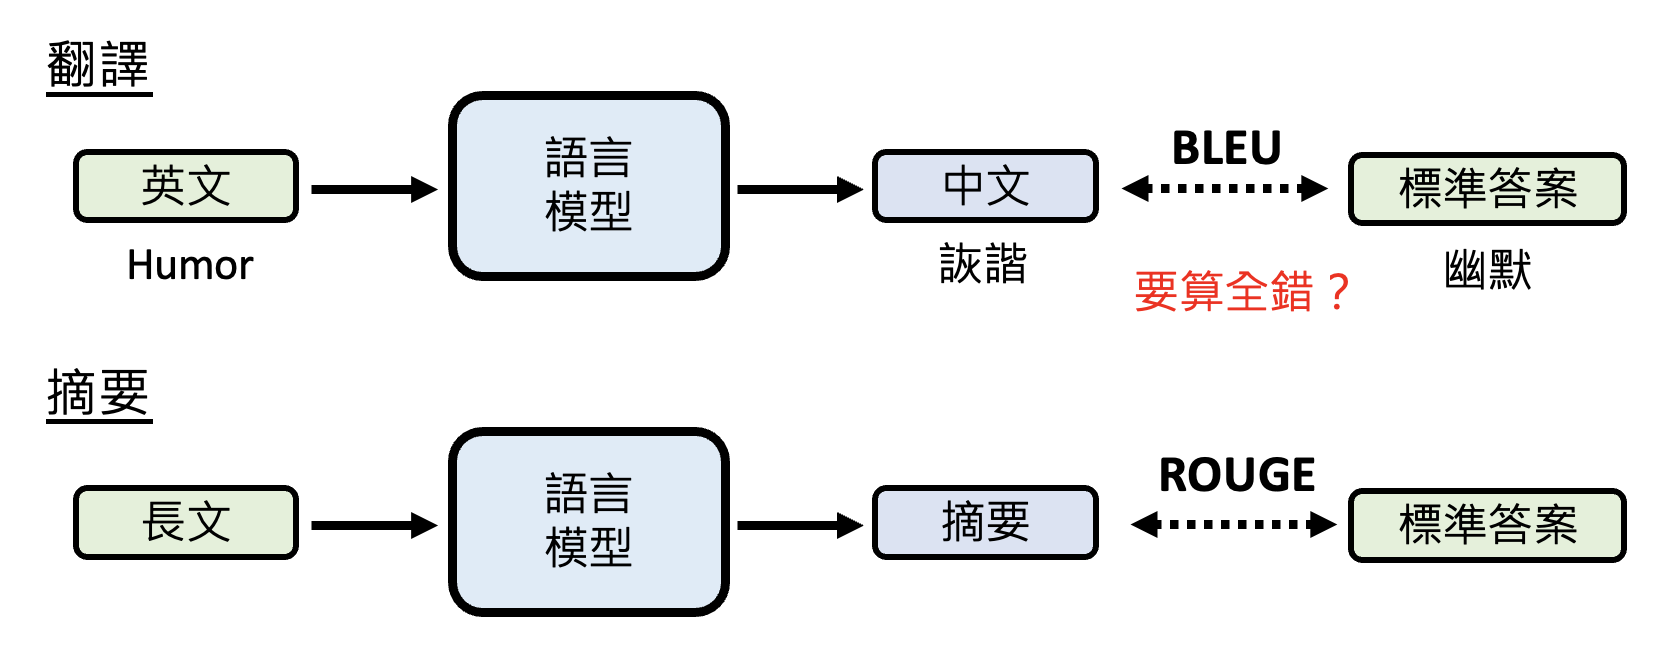 翻譯
英文
Humor
語言
模型
中文
詼諧
BLEU
要算全錯？
標準答案
幽默
摘要
長文
語言
模型
摘要
ROUGE
標準答案